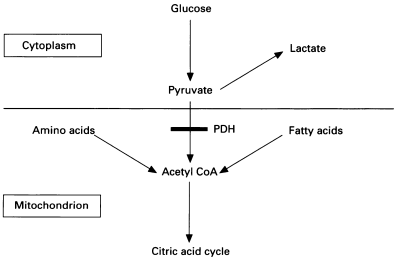 Glucose
Cytoplasm
Lactate
Pyruvate
Amino acids
PDH
Fatty acids
Acetyl CoA
Mitochondrion
Citric acid cycle